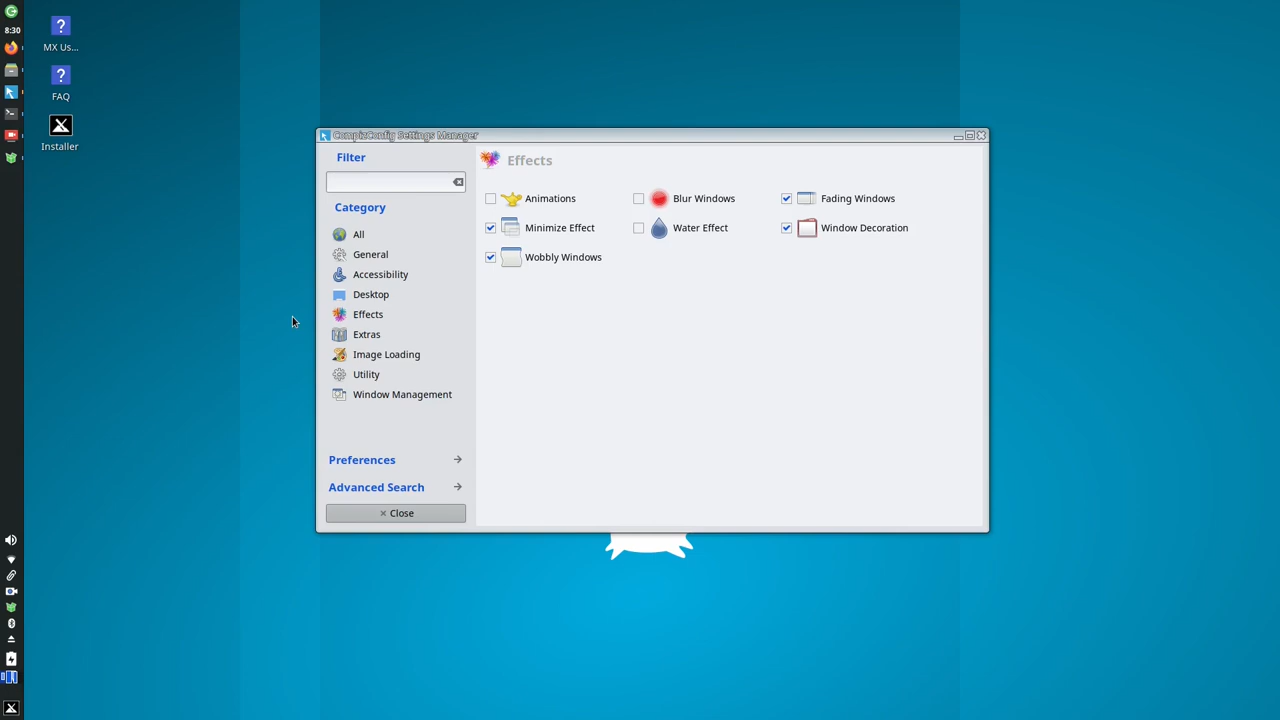 8:30
MX Us...
FAQ
Installer
CompizConfig Settings Manager
Filter
Category
All
General
Accessibility
Desktop
Effects
Extras
Image Loading
Utility
Window Management
Preferences
Advanced Search
Close
Effects
Animations
Blur Windows
Fading Windows
Minimize Effect
Water Effect
Window Decoration
Wobbly Windows